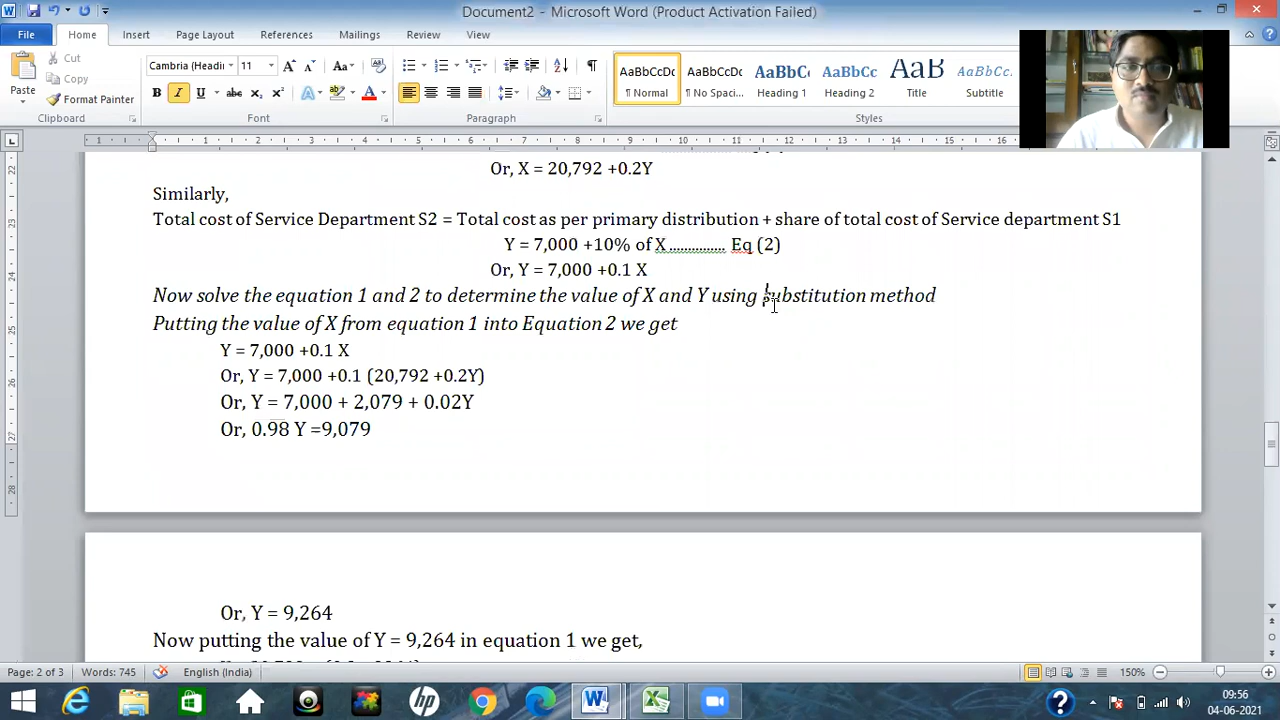 Document2 - Microsoft Word (Product Activation Failed)
File Home Insert Page Layout References Mailings Review View
Paste
Cut
Copy
Format Painter
Clipboard
Cambria (Headi 11
Font
Paragraph
AaBbCcDc AaBbCcDc AaBbC AaBbCc AaB AaBbCc
¶ Normal ¶ No Spaci... Heading 1 Heading 2 Title Subtitle
Styles
Or, X = 20,792 +0.2Y
Similarly,
Total cost of Service Department S2 = Total cost as per primary distribution + share of total cost of Service department S1
Y = 7,000 +10% of X ............... Eq (2)
Or, Y = 7,000 +0.1 X
Now solve the equation 1 and 2 to determine the value of X and Y using substitution method
Putting the value of X from equation 1 into Equation 2 we get
Y = 7,000 +0.1 X
Or, Y = 7,000 +0.1 (20,792 +0.2Y)
Or, Y = 7,000 + 2,079 + 0.02Y
Or, 0.98 Y =9,079
Or, Y = 9,264
Now putting the value of Y = 9,264 in equation 1 we get,
Page: 2 of 3 Words: 745 English (India) 150%
09:56
04-06-2021